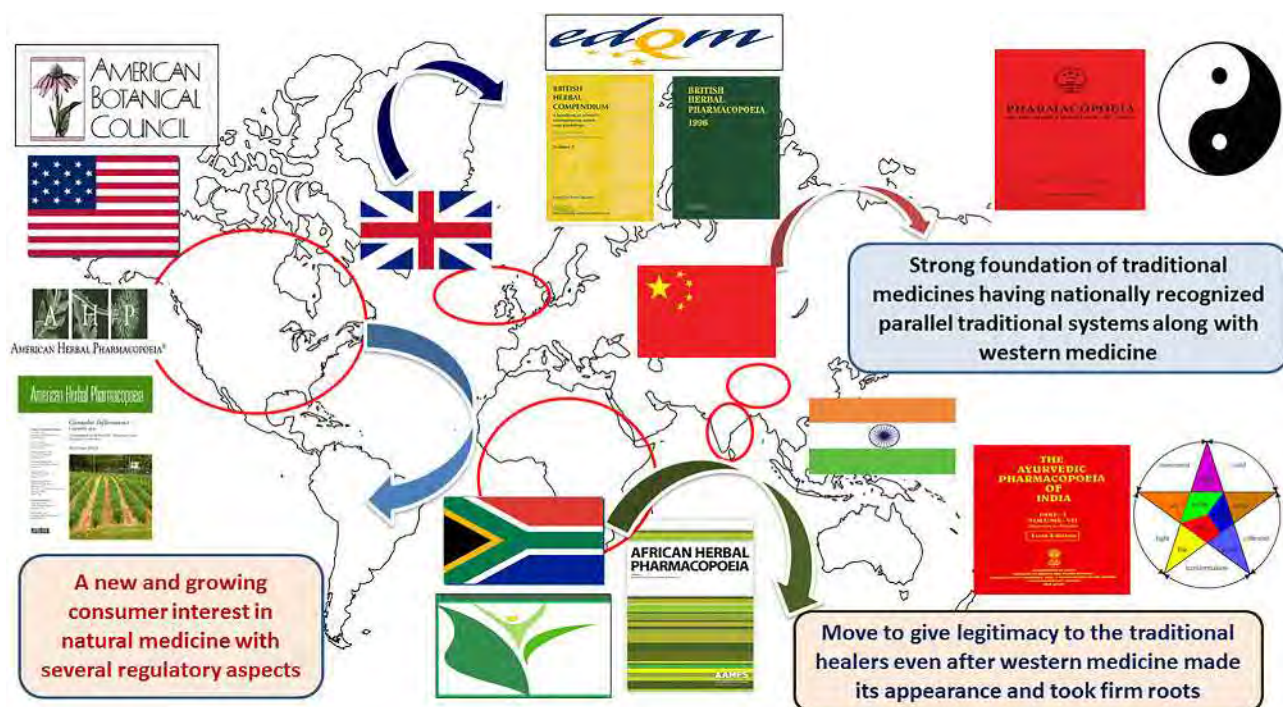 AMERICAN
BOTANICAL
COUNCIL
edQm
BRITISH
HERBAL
COMPENDIUM
BRITISH
HERBAL
PHARMACOPOEIA
1996
PHARMACOPOEIA
Strong foundation of traditional
medicines having nationally recognized
parallel traditional systems along with
western medicine
A H P
AMERICAN HERBAL PHARMACOPOEIA®
American Herbal Pharmacopoeia
A new and growing
consumer interest in
natural medicine with
several regulatory aspects
AFRICAN HERBAL
PHARMACOPOEIA
AAMPS
THE
AYURVEDIC
PHARMACOPOEIA
OF
INDIA
PART-I
VOLUME-VII
Move to give legitimacy to the traditional
healers even after western medicine made
its appearance and took firm roots